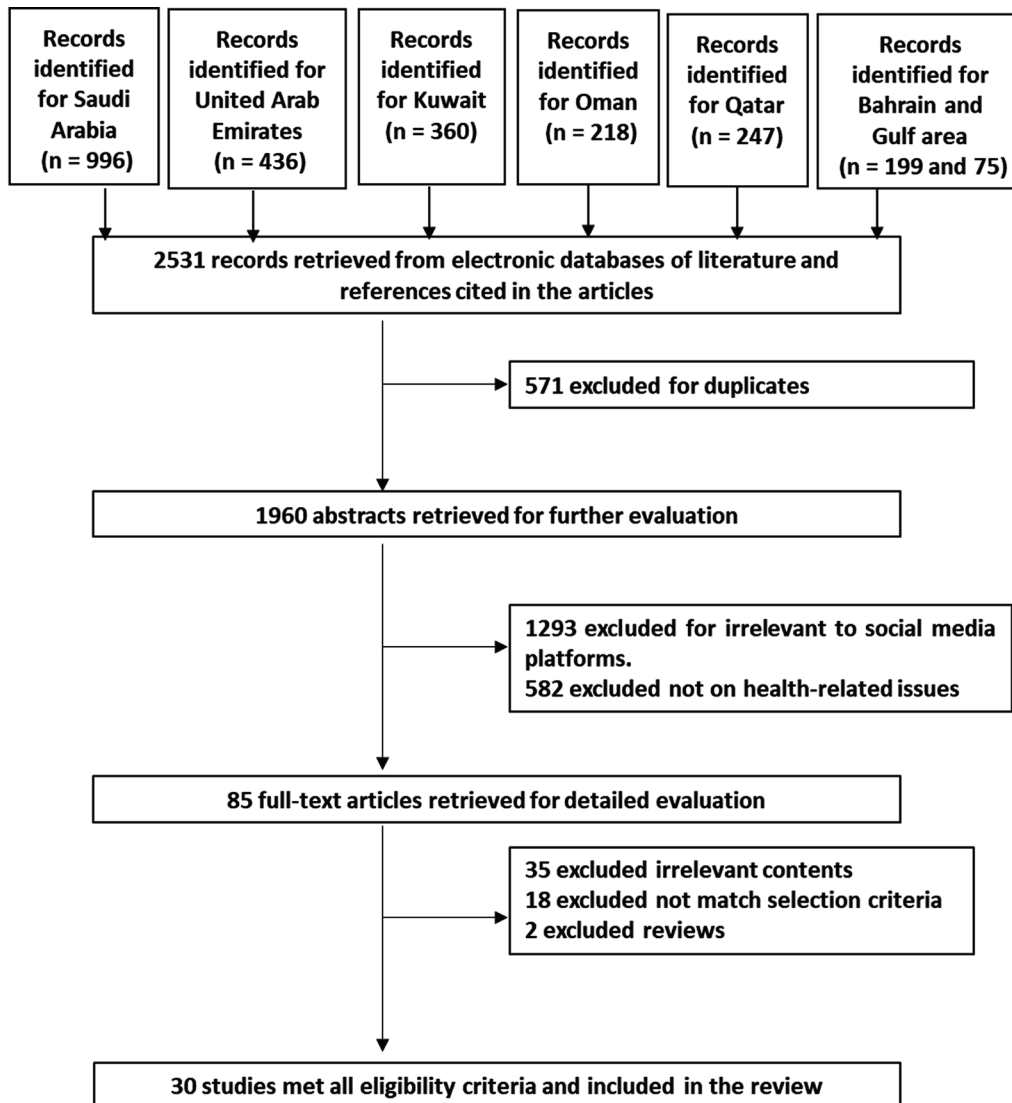 Records
identified
for Saudi
Arabia
(n = 996)
Records
identified for
United Arab
Emirates
(n = 436)
Records
identified
for Kuwait
(n = 360)
Records
identified
for Oman
(n = 218)
Records
identified
for Qatar
(n = 247)
Records
identified for
Bahrain and
Gulf area
(n = 199 and 75)
2531 records retrieved from electronic databases of literature and
references cited in the articles
571 excluded for duplicates
1960 abstracts retrieved for further evaluation
1293 excluded for irrelevant to social media
platforms.
582 excluded not on health-related issues
85 full-text articles retrieved for detailed evaluation
35 excluded irrelevant contents
18 excluded not match selection criteria
2 excluded reviews
30 studies met all eligibility criteria and included in the review